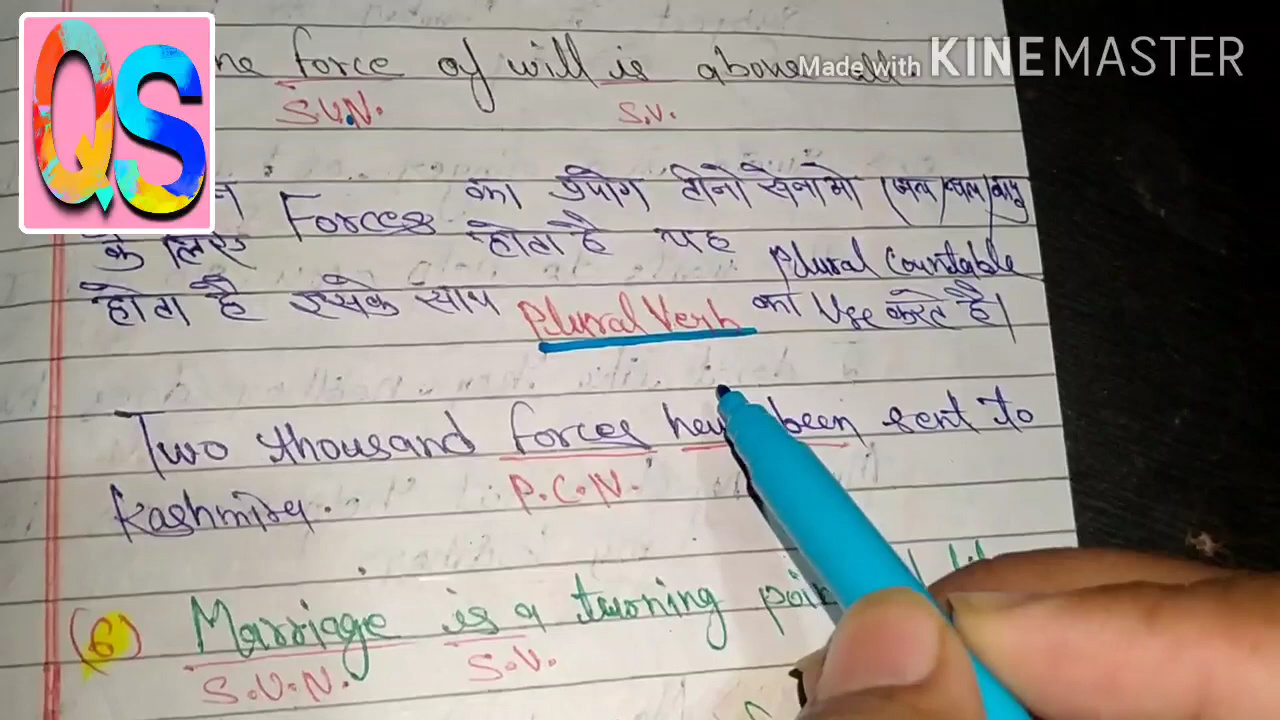 QS
Made with KINEMASTER
force of will is above
S.U.N. S.V.
Forces का प्रयोग तीनो सेनाओ (जल/थल/वायु
के लिए होता है यह Plural Countable
होता है इसके साथ Plural Verb का Use करते है।
Two thousand forces have been sent to
P.C.N.
Kashmir.
(6) Marriage is a turning
S.U.N. S.V.